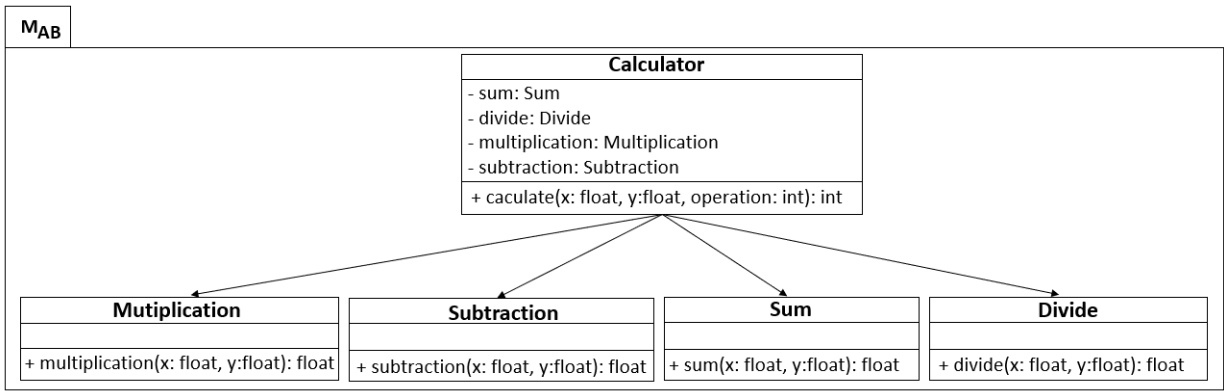 MAB
Calculator
- sum: Sum
- divide: Divide
- multiplication: Multiplication
- subtraction: Subtraction
+ caculate(x: float, y:float, operation: int): int
Mutiplication
+ multiplication(x: float, y:float): float
Subtraction
+ subtraction(x: float, y:float): float
Sum
+ sum(x: float, y:float): float
Divide
+ divide(x: float, y:float): float